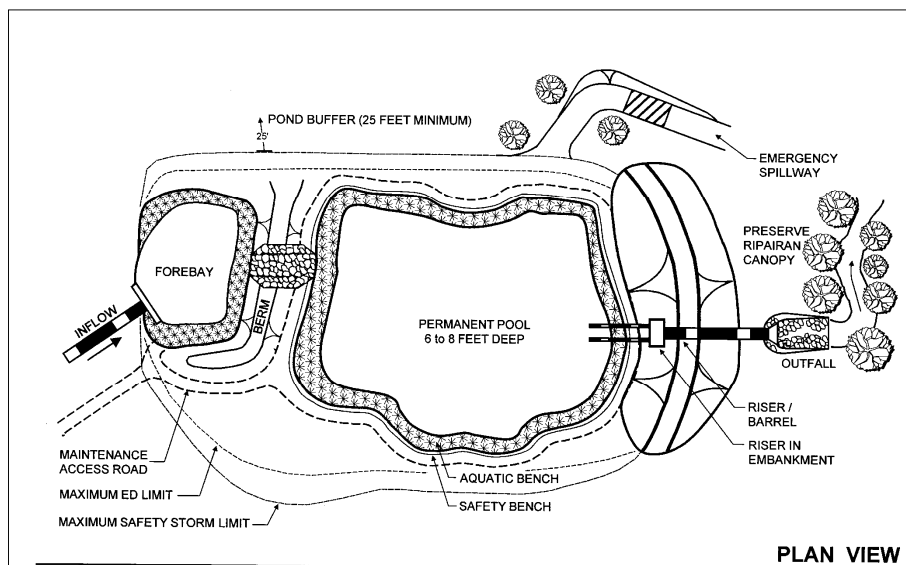 POND BUFFER (25 FEET MINIMUM)
25'
EMERGENCY
SPILLWAY
PRESERVE
RIPAIRAN
CANOPY
FOREBAY
INFLOW
BERM
PERMANENT POOL
6 to 8 FEET DEEP
OUTFALL
RISER /
BARREL
RISER IN
EMBANKMENT
MAINTENANCE
ACCESS ROAD
AQUATIC BENCH
MAXIMUM ED LIMIT
SAFETY BENCH
MAXIMUM SAFETY STORM LIMIT
PLAN VIEW